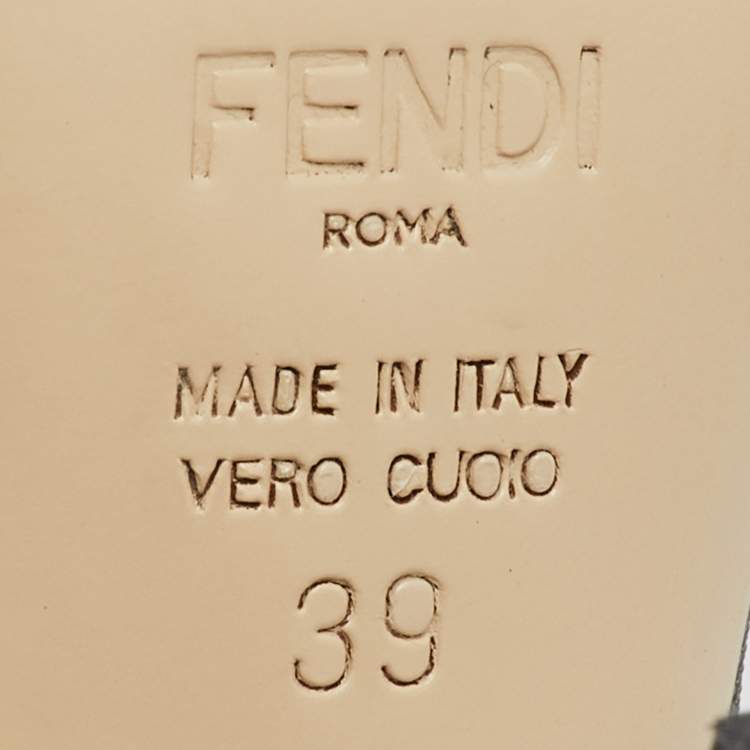 FENDI
ROMA
MADE IN ITALY
VERO CUOIO
39